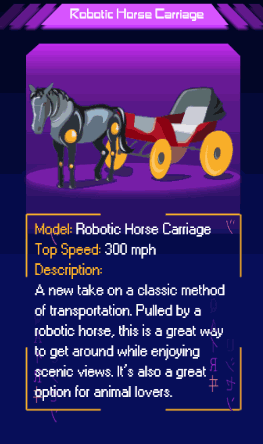 Robotic Horse Carriage
Model: Robotic Horse Carriage
Top Speed: 300 mph
Description:
A new take on a classic method
of transportation. Pulled by a
robotic horse, this is a great way
to get around while enjoying
scenic views. It's also a great
option for animal lovers.